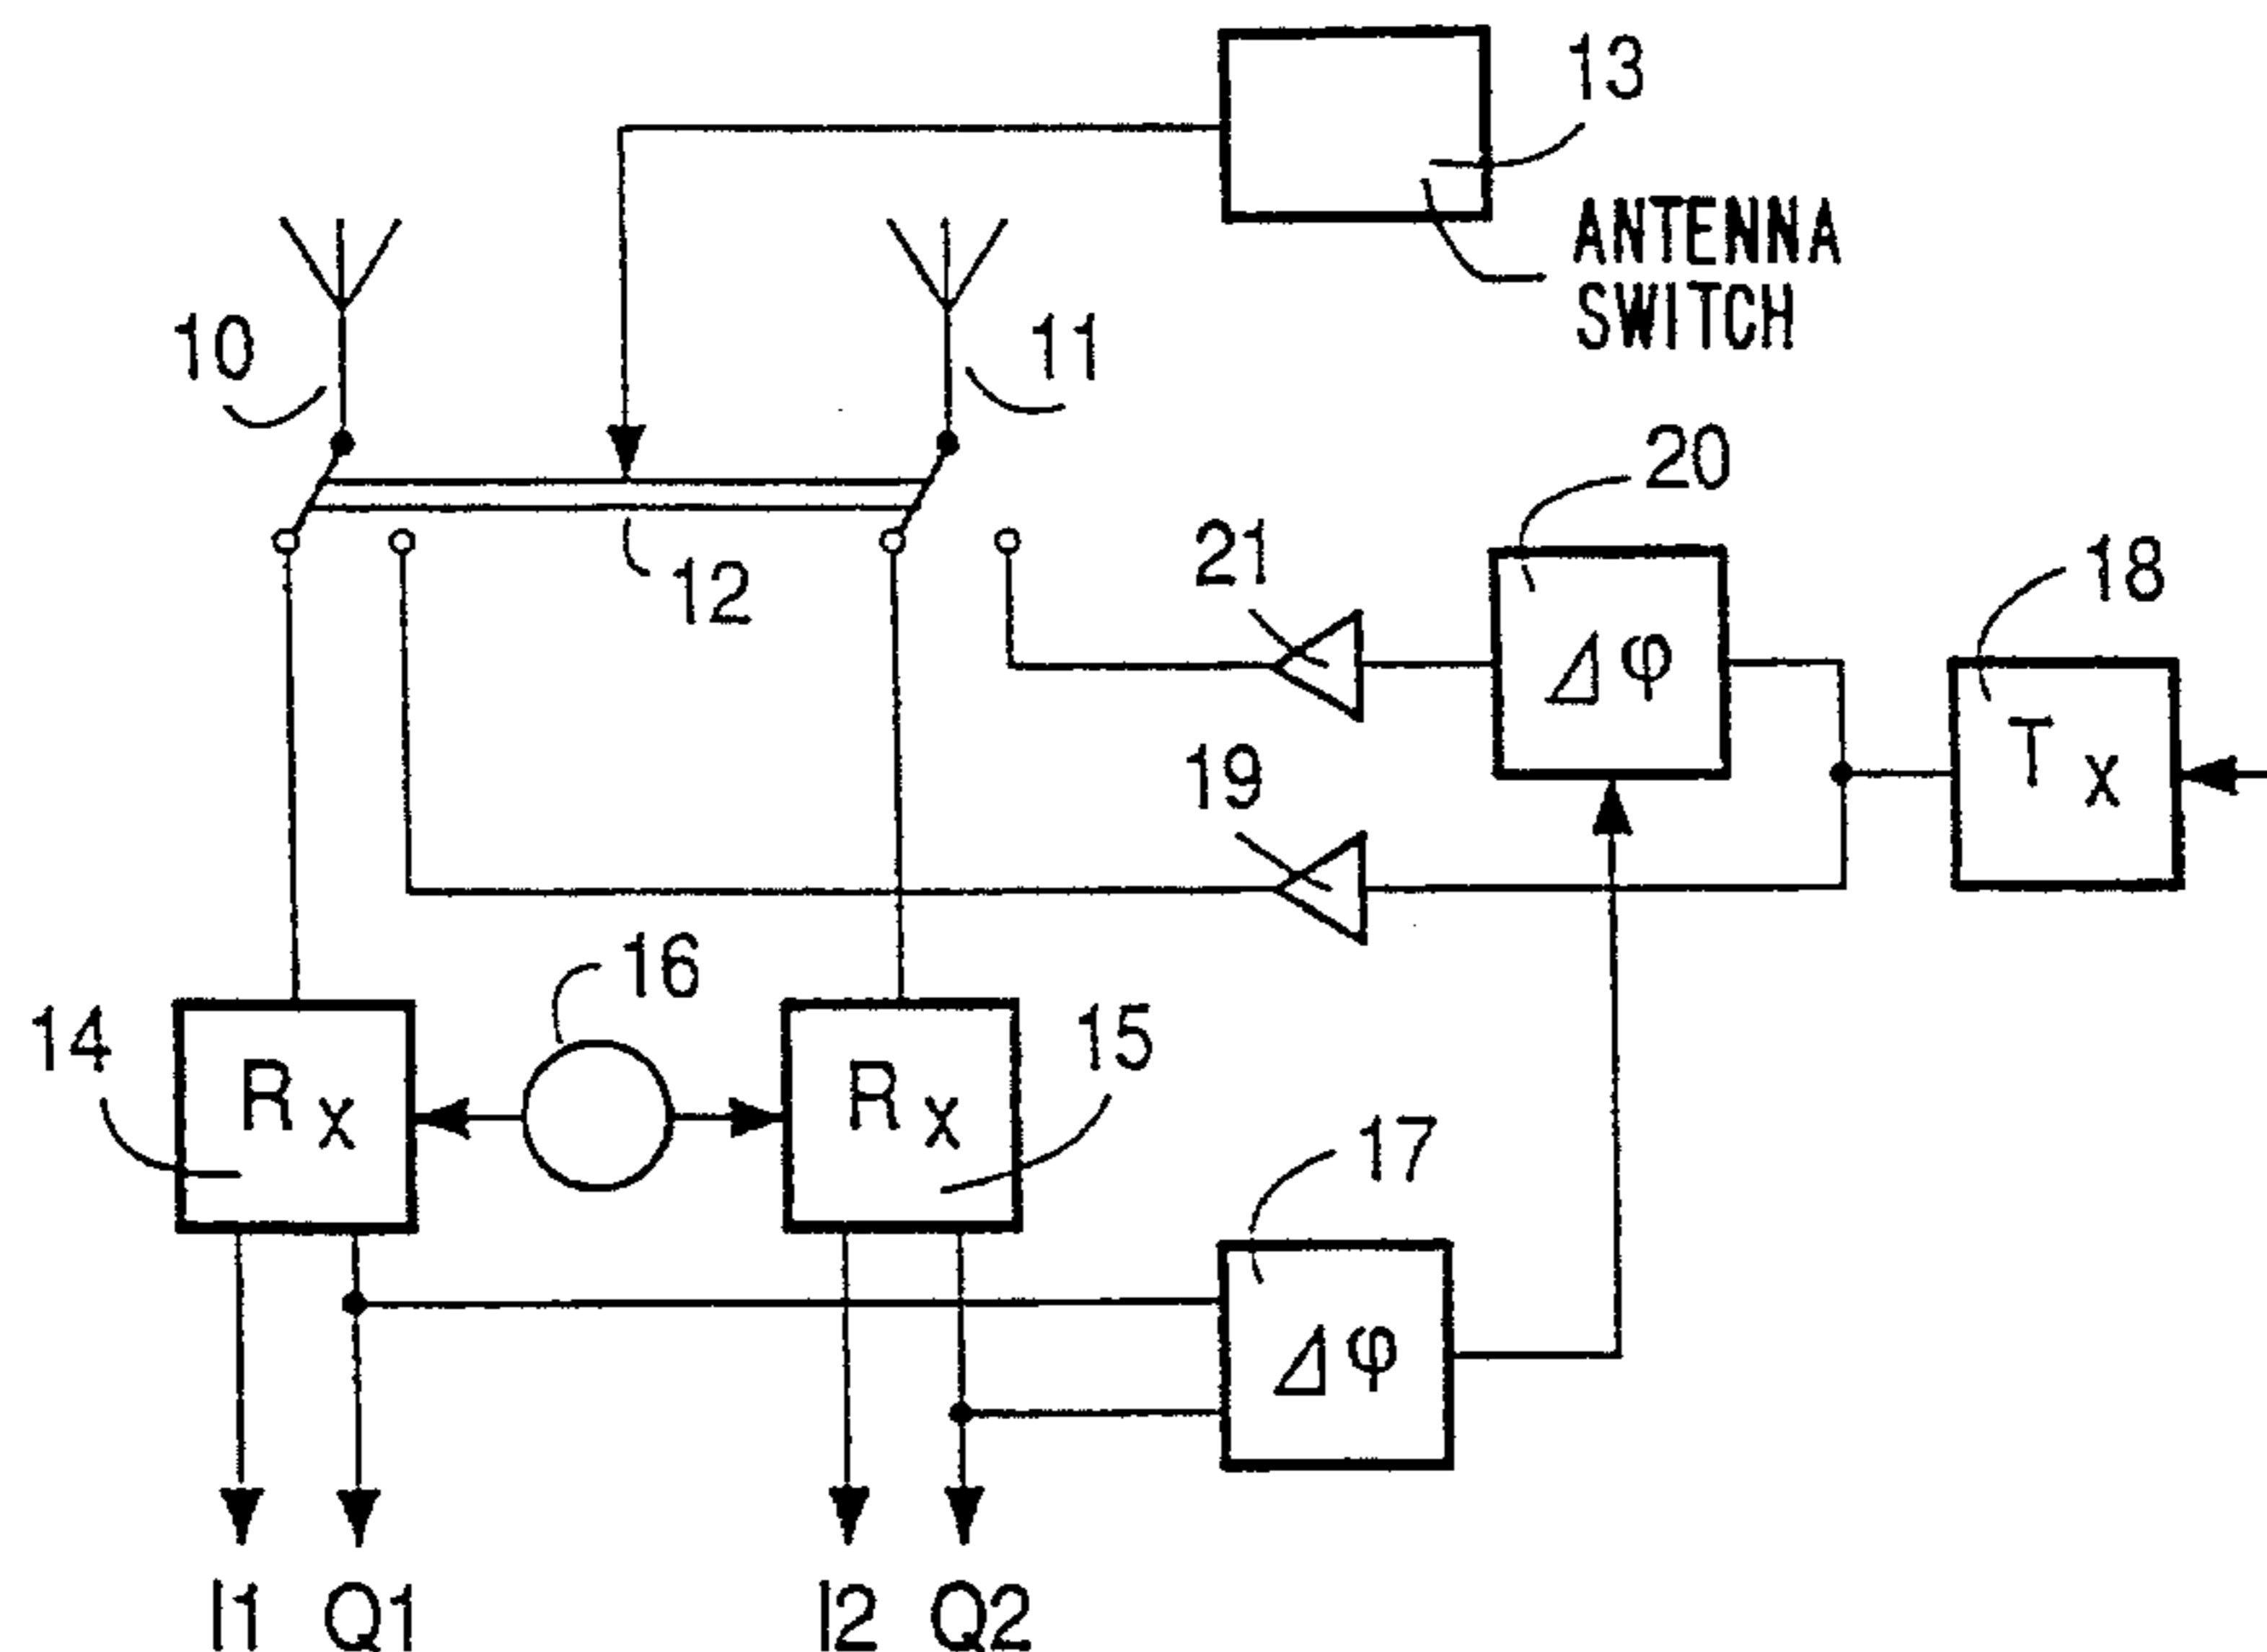 13
ANTENNA
SWITCH
10
11
20
12
21
18
Δφ
Tx
19
16
14
15
Rx
Rx
17
Δφ
I1 Q1 I2 Q2